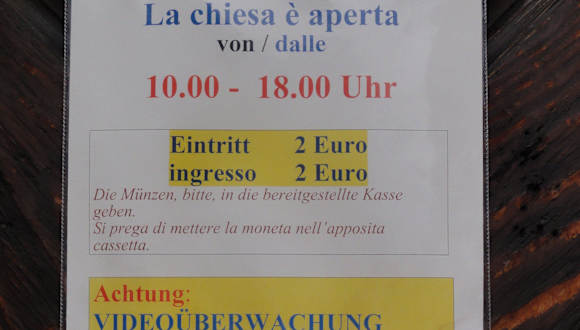 La chiesa è aperta
von / dalle
10.00 - 18.00 Uhr
Eintritt 2 Euro
ingresso 2 Euro
Die Münzen, bitte, in die bereitgestellte Kasse
geben.
Si prega di mettere la moneta nell'apposita
cassetta.
Achtung:
VIDEOÜBERWACHUNG